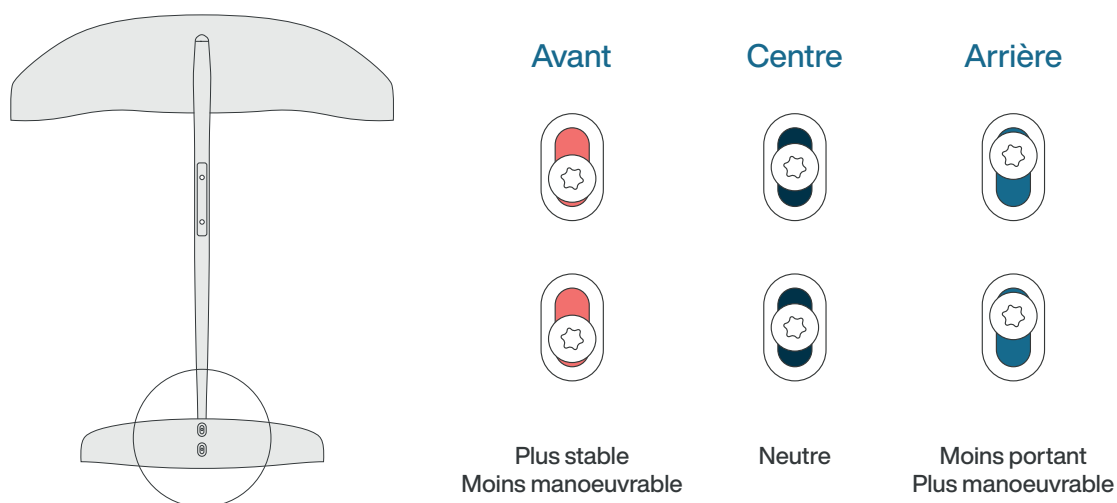 Avant
Centre
Arrière
Plus stable
Moins manoeuvrable
Neutre
Moins portant
Plus manoeuvrable